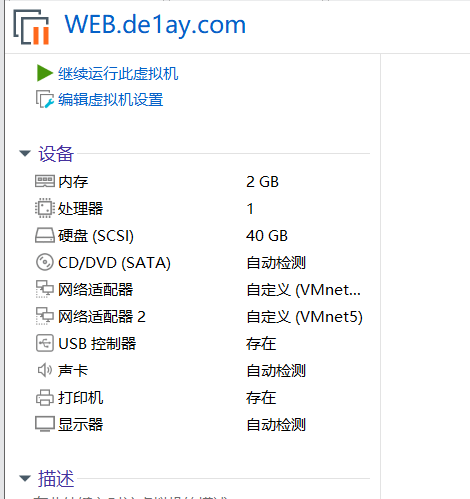 WEB.de1ay.com
继续运行此虚拟机
编辑虚拟机设置
设备
内存 2 GB
处理器 1
硬盘 (SCSI) 40 GB
CD/DVD (SATA) 自动检测
网络适配器 自定义 (VMnet...
网络适配器 2 自定义 (VMnet5)
USB 控制器 存在
声卡 自动检测
打印机 存在
显示器 自动检测
描述